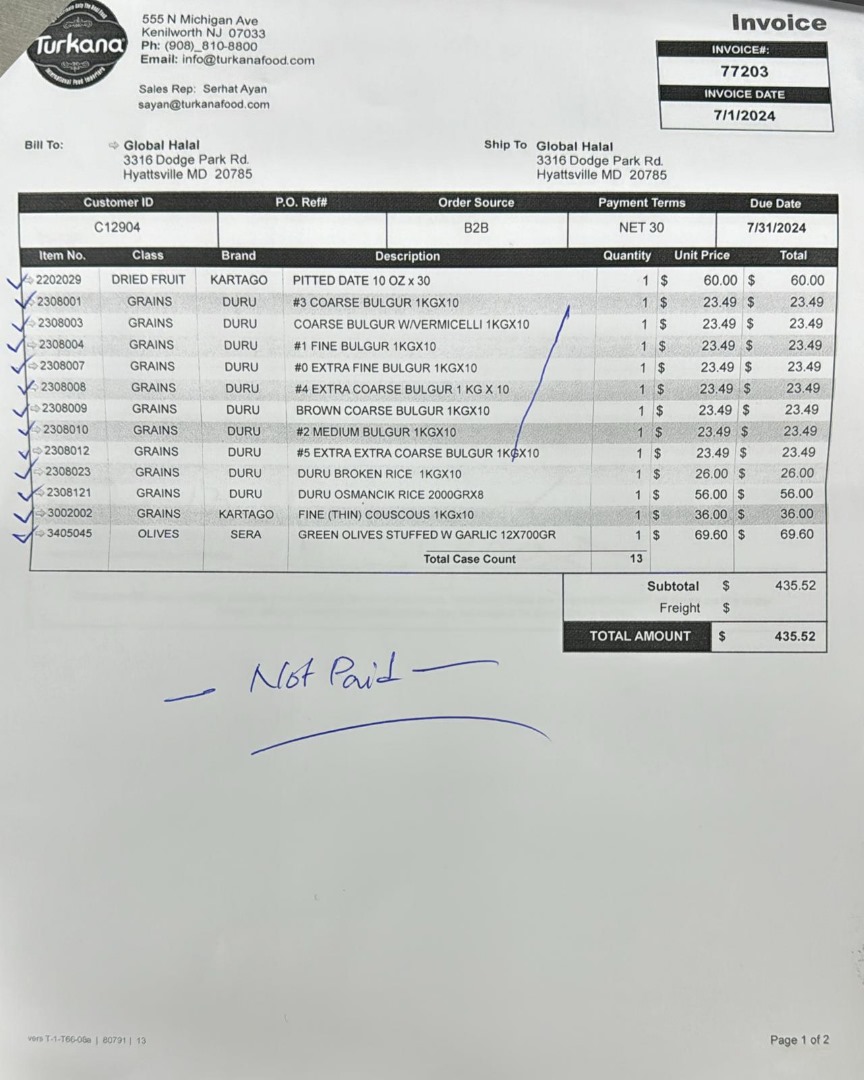 Turkana
International Food Importers
555 N Michigan Ave
Kenilworth NJ 07033
Ph: (908)_810-8800
Email: info@turkanafood.com
Sales Rep: Serhat Ayan
sayan@turkanafood.com
Invoice
INVOICE#:
77203
INVOICE DATE
7/1/2024
Bill To: ⇨ Global Halal
3316 Dodge Park Rd.
Hyattsville MD 20785
Ship To Global Halal
3316 Dodge Park Rd.
Hyattsville MD 20785
Customer ID P.O. Ref# Order Source Payment Terms Due Date
C12904 B2B NET 30 7/31/2024
Item No. Class Brand Description Quantity Unit Price Total
⇨2202029 DRIED FRUIT KARTAGO PITTED DATE 10 OZ x 30 1 $ 60.00 $ 60.00
⇨2308001 GRAINS DURU #3 COARSE BULGUR 1KGX10 1 $ 23.49 $ 23.49
⇨2308003 GRAINS DURU COARSE BULGUR W/VERMICELLI 1KGX10 1 $ 23.49 $ 23.49
⇨2308004 GRAINS DURU #1 FINE BULGUR 1KGX10 1 $ 23.49 $ 23.49
⇨2308007 GRAINS DURU #0 EXTRA FINE BULGUR 1KGX10 1 $ 23.49 $ 23.49
⇨2308008 GRAINS DURU #4 EXTRA COARSE BULGUR 1 KG X 10 1 $ 23.49 $ 23.49
⇨2308009 GRAINS DURU BROWN COARSE BULGUR 1KGX10 1 $ 23.49 $ 23.49
⇨2308010 GRAINS DURU #2 MEDIUM BULGUR 1KGX10 1 $ 23.49 $ 23.49
⇨2308012 GRAINS DURU #5 EXTRA EXTRA COARSE BULGUR 1KGX10 1 $ 23.49 $ 23.49
⇨2308023 GRAINS DURU DURU BROKEN RICE 1KGX10 1 $ 26.00 $ 26.00
⇨2308121 GRAINS DURU DURU OSMANCIK RICE 2000GRX8 1 $ 56.00 $ 56.00
⇨3002002 GRAINS KARTAGO FINE (THIN) COUSCOUS 1KGx10 1 $ 36.00 $ 36.00
⇨3405045 OLIVES SERA GREEN OLIVES STUFFED W GARLIC 12X700GR 1 $ 69.60 $ 69.60
Total Case Count 13
Subtotal $ 435.52
Freight $
TOTAL AMOUNT $ 435.52
— Not Paid —
vers T-1-T66-08a | 80791 | 13
Page 1 of 2